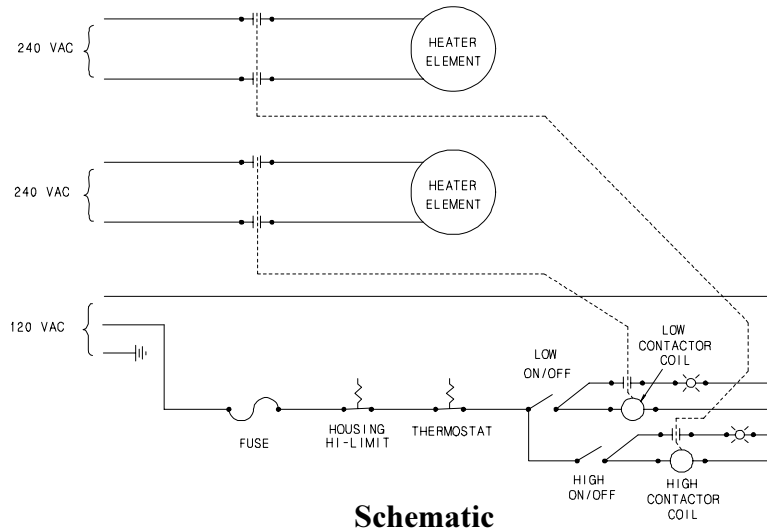 240 VAC
HEATER
ELEMENT
240 VAC
HEATER
ELEMENT
120 VAC
LOW
CONTACTOR
COIL
LOW
ON/OFF
FUSE
HOUSING
HI-LIMIT
THERMOSTAT
HIGH
ON/OFF
HIGH
CONTACTOR
COIL
Schematic